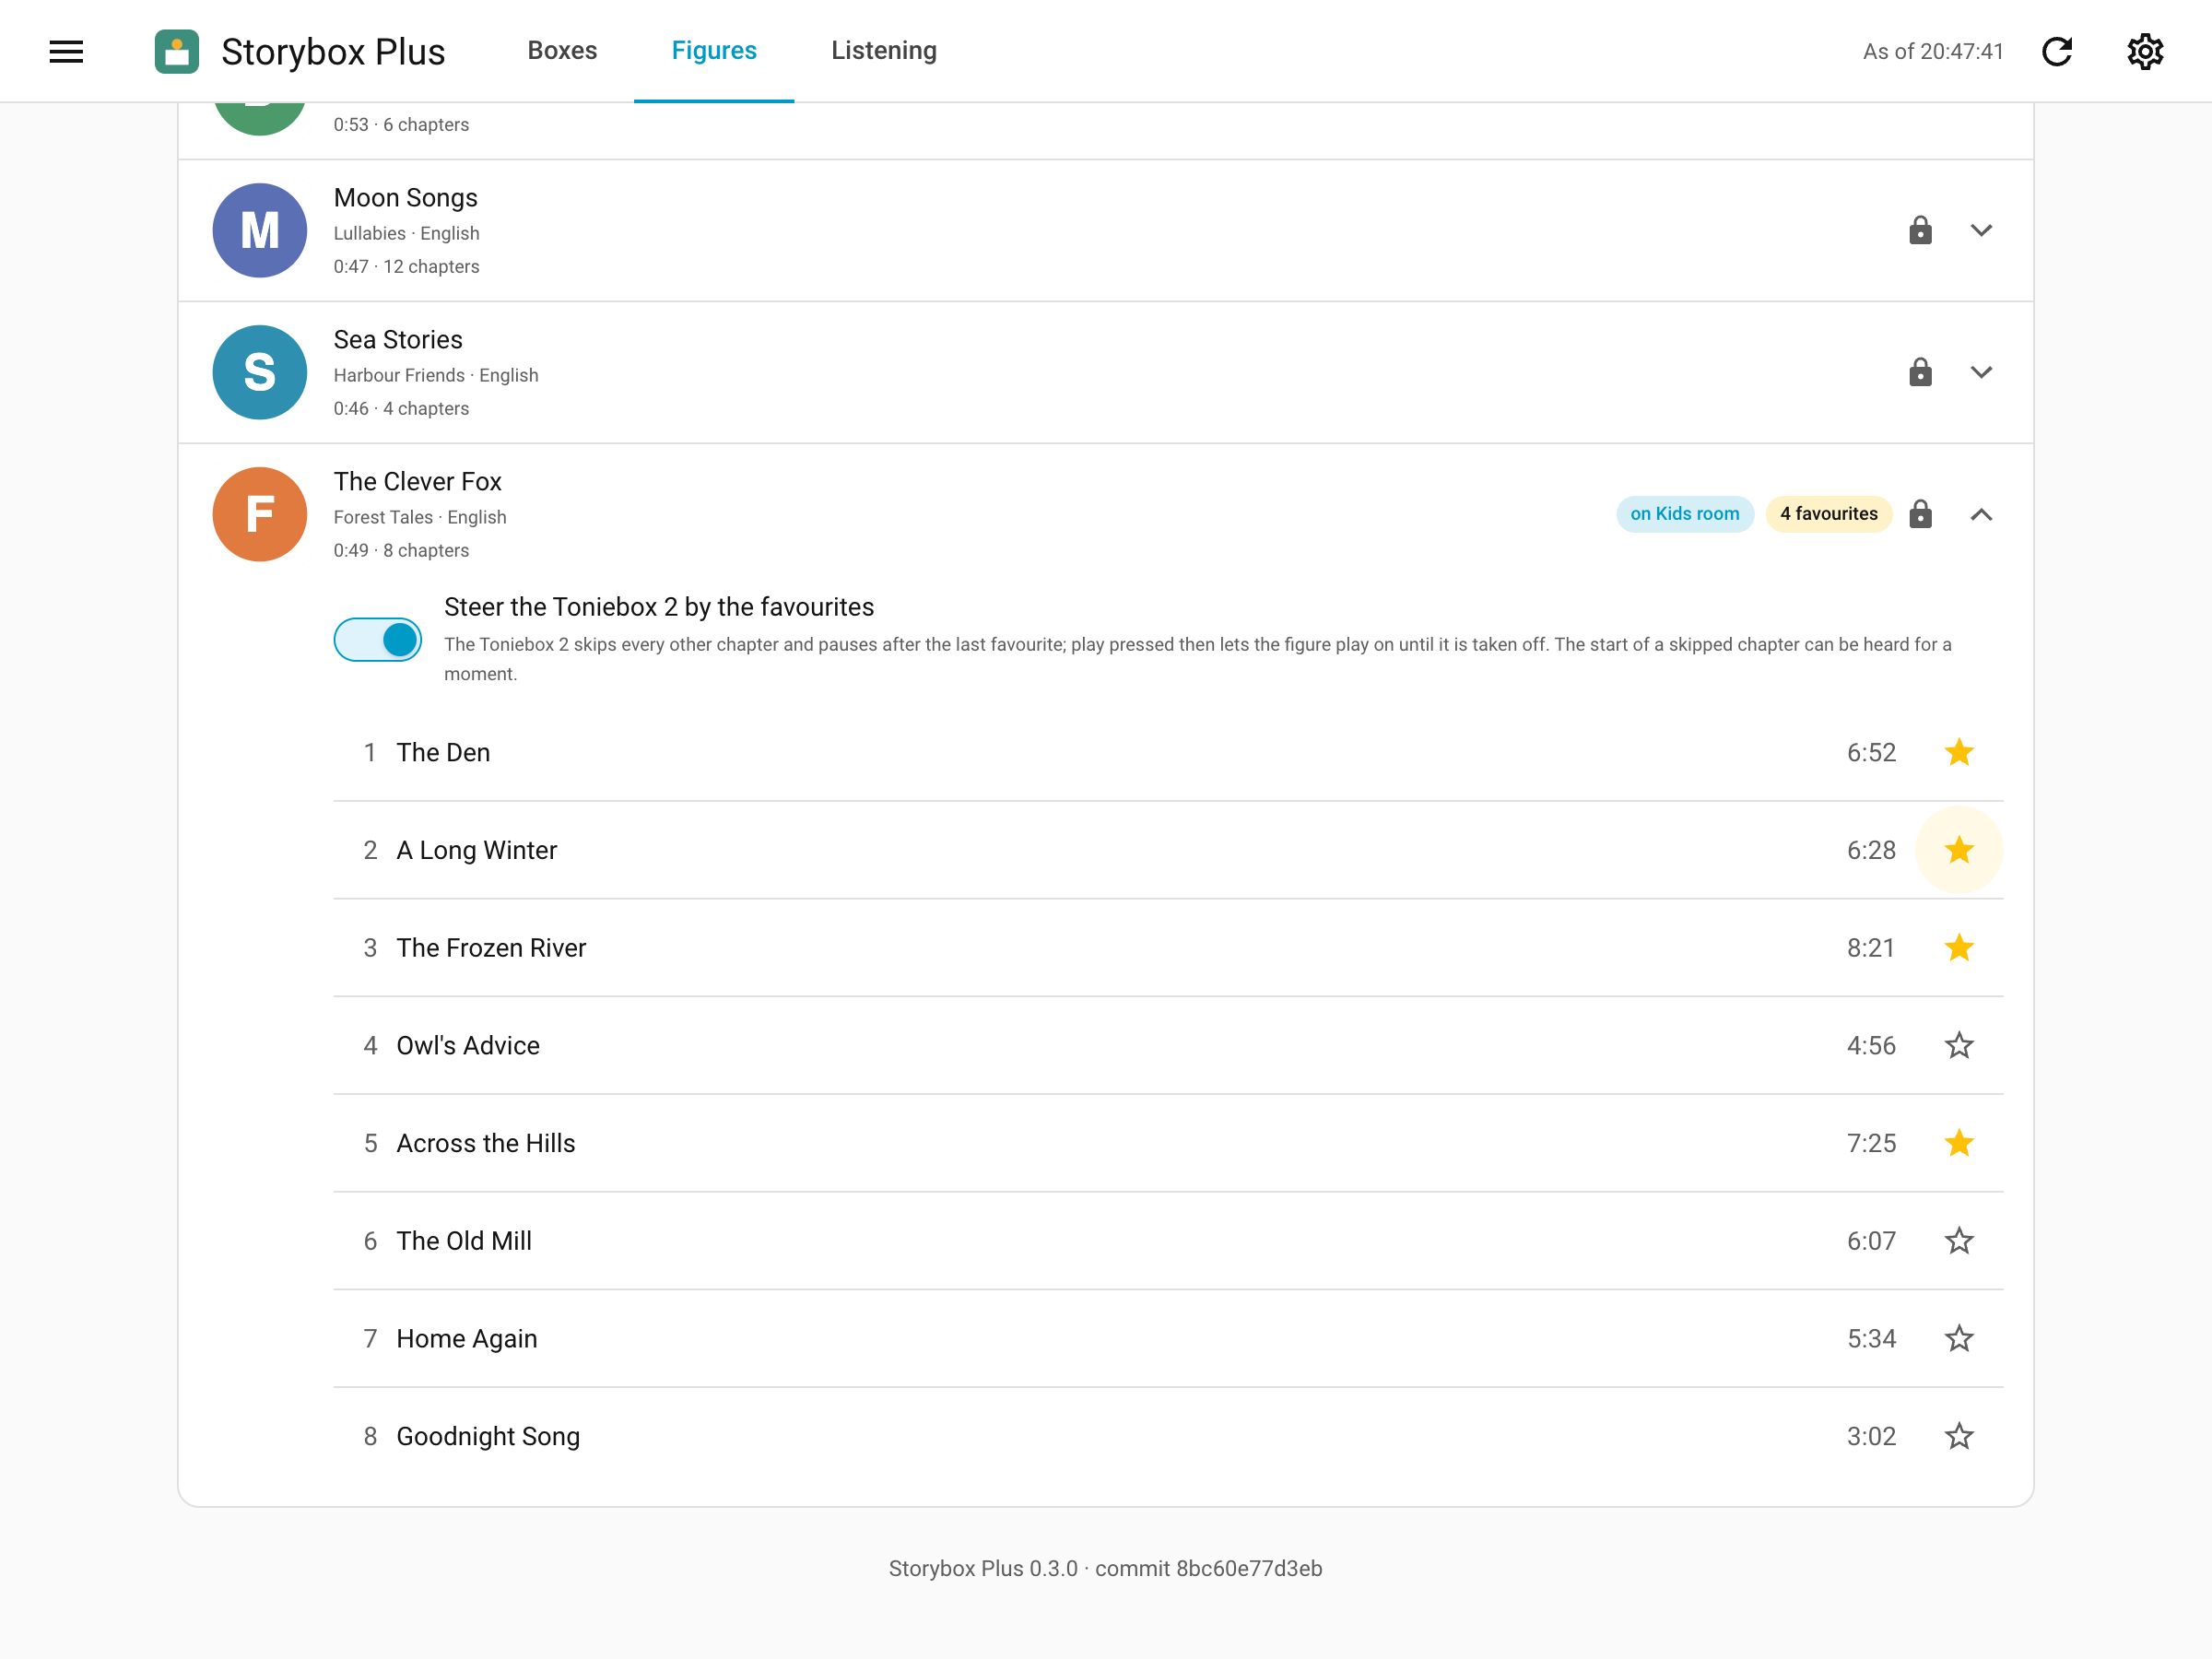 Storybox Plus
Boxes
Figures
Listening
As of 20:47:41
0:53 · 6 chapters
M
Moon Songs
Lullabies · English
0:47 · 12 chapters
S
Sea Stories
Harbour Friends · English
0:46 · 4 chapters
F
The Clever Fox
Forest Tales · English
0:49 · 8 chapters
on Kids room
4 favourites
Steer the Toniebox 2 by the favourites
The Toniebox 2 skips every other chapter and pauses after the last favourite; play pressed then lets the figure play on until it is taken off. The start of a skipped chapter can be heard for a
moment.
1 The Den 6:52
2 A Long Winter 6:28
3 The Frozen River 8:21
4 Owl's Advice 4:56
5 Across the Hills 7:25
6 The Old Mill 6:07
7 Home Again 5:34
8 Goodnight Song 3:02
Storybox Plus 0.3.0 · commit 8bc60e77d3eb